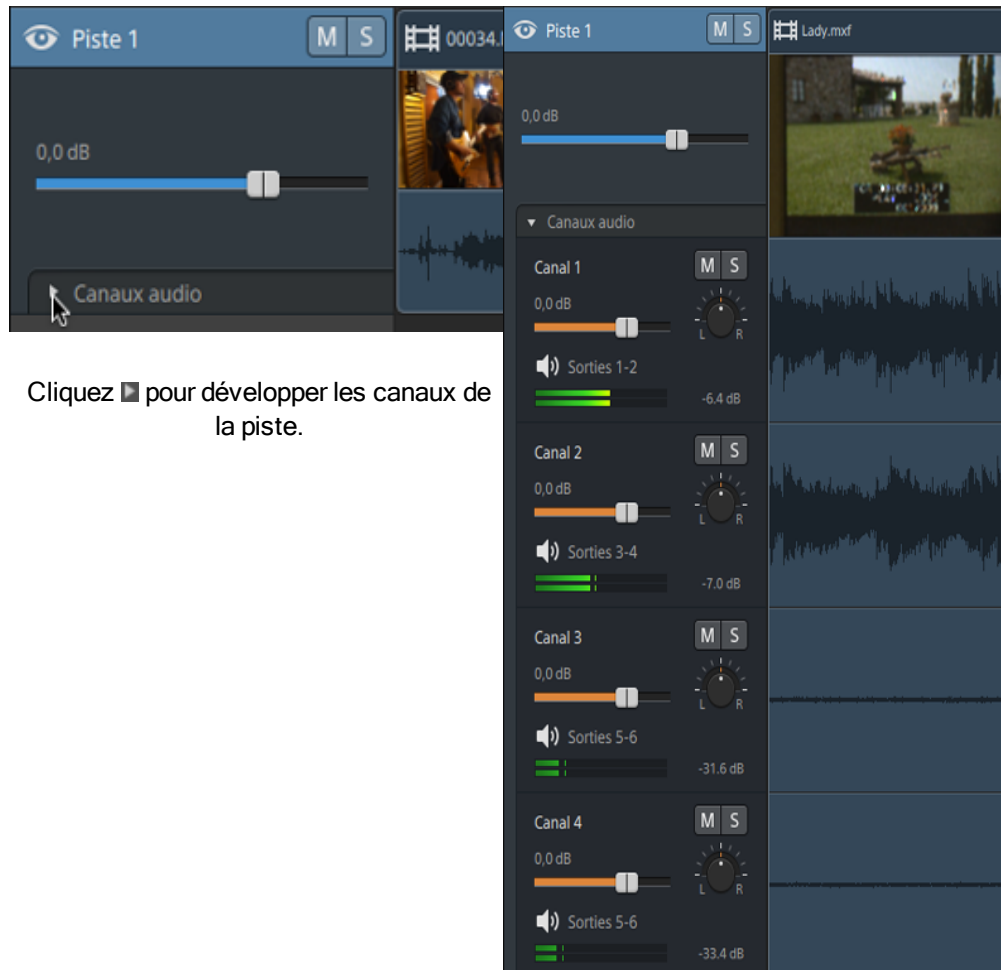 Piste 1
M S
00034.
0,0 dB
Canaux audio
Cliquez pour développer les canaux de
la piste.
Piste 1
M S
Lady.mxf
0,0 dB
Canaux audio
Canal 1
M S
0,0 dB
L R
Sorties 1-2
-6.4 dB
Canal 2
M S
0,0 dB
L R
Sorties 3-4
-7.0 dB
Canal 3
M S
0,0 dB
L R
Sorties 5-6
-31.6 dB
Canal 4
M S
0,0 dB
L R
Sorties 5-6
-33.4 dB